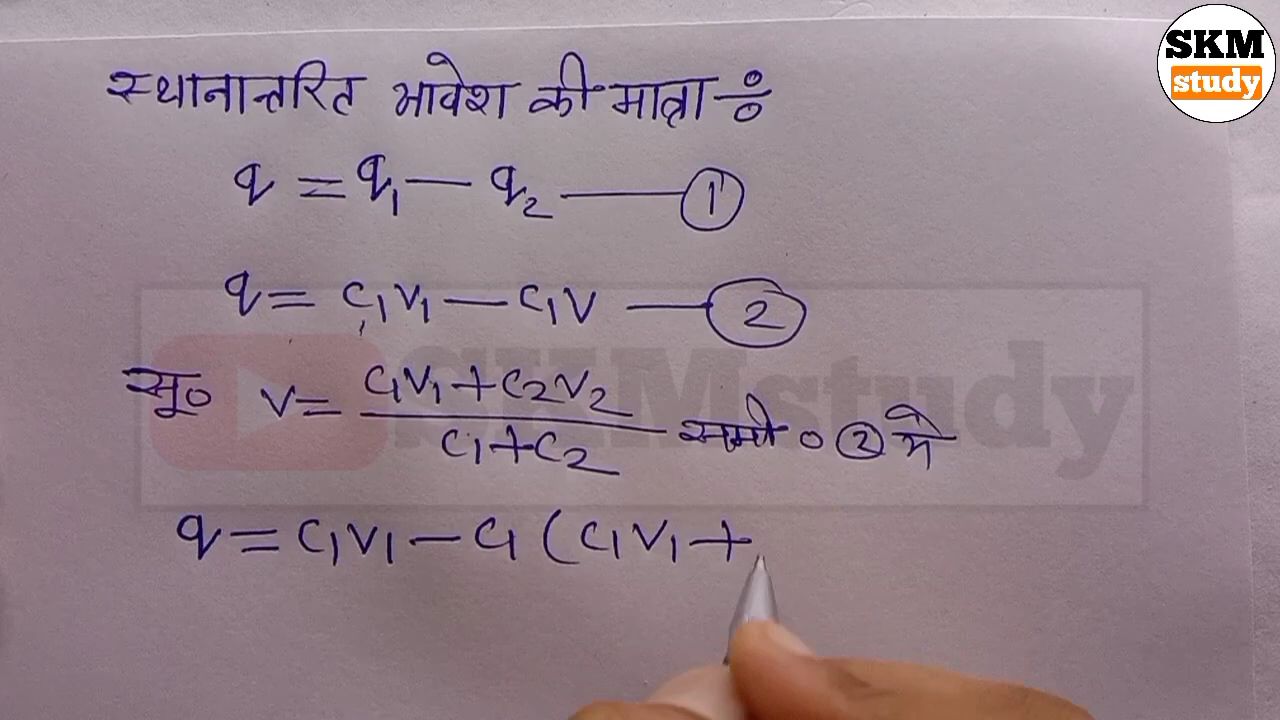 SKM
study
स्थानान्तरित आवेश की मात्रा ÷
q = q₁ — q₂ —— ①
q = C₁V₁ — C₁V —— ②
SKMstudy
सू० V = (C₁V₁ + C₂V₂) / (C₁ + C₂) समी० ② मे
q = C₁V₁ — C₁ ( C₁V₁ +